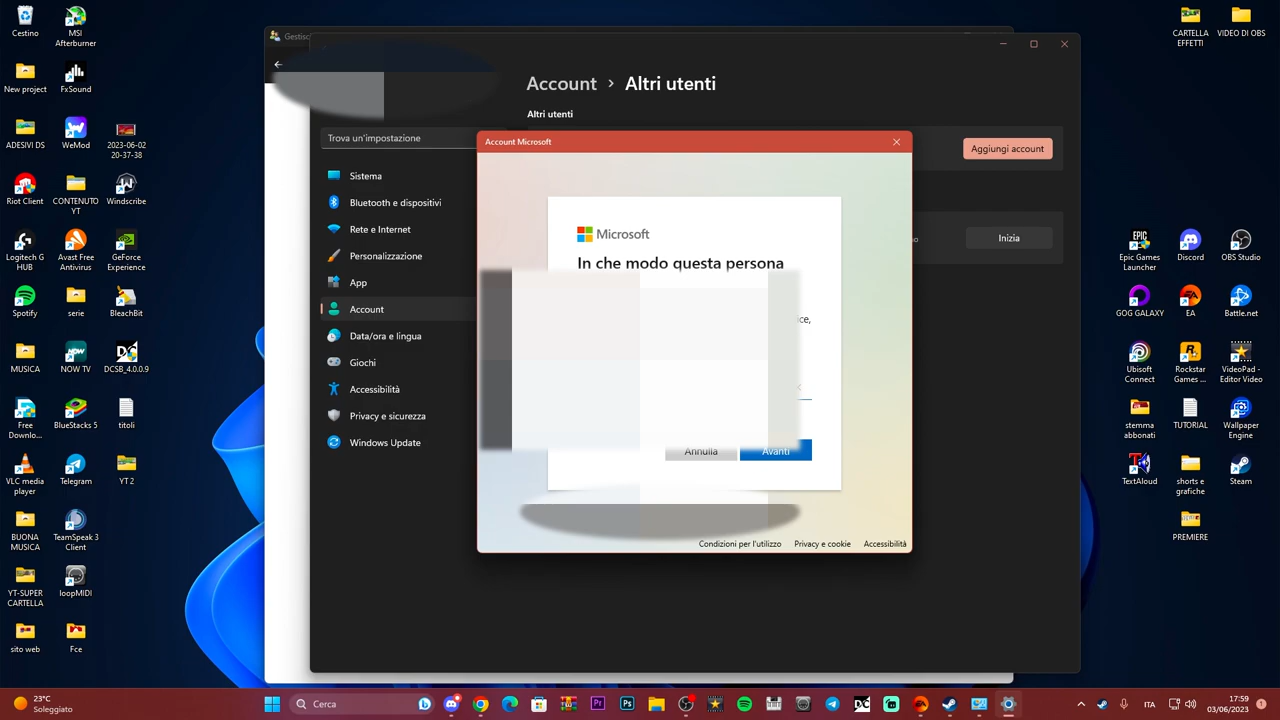 Cestino
MSI
Afterburner
New project
FxSound
ADESIVI DS
WeMod
2023-06-02
20-37-38
Riot Client
CONTENUTO
YT
Windscribe
Logitech G
HUB
Avast Free
Antivirus
GeForce
Experience
Spotify
serie
BleachBit
MUSICA
NOW TV
DCSB_4.0.0.9
Free
Downlo...
BlueStacks 5
titoli
VLC media
player
Telegram
YT 2
BUONA
MUSICA
TeamSpeak 3
Client
YT-SUPER
CARTELLA
loopMIDI
sito web
Fce
Account > Altri utenti
Altri utenti
Aggiungi account
Inizia
Trova un'impostazione
Sistema
Bluetooth e dispositivi
Rete e Internet
Personalizzazione
App
Account
Data/ora e lingua
Giochi
Accessibilità
Privacy e sicurezza
Windows Update
Account Microsoft
Microsoft
In che modo questa persona
Annulla
Avanti
Condizioni per l'utilizzo
Privacy e cookie
Accessibilità
CARTELLA
EFFETTI
VIDEO DI OBS
Epic Games
Launcher
Discord
OBS Studio
GOG GALAXY
EA
Battle.net
Ubisoft
Connect
Rockstar
Games ...
VideoPad -
Editor Video
stemma
abbonati
TUTORIAL
Wallpaper
Engine
TextAloud
shorts e
grafiche
Steam
PREMIERE
23°C
Soleggiato
Cerca
ITA
17:59
03/06/2023